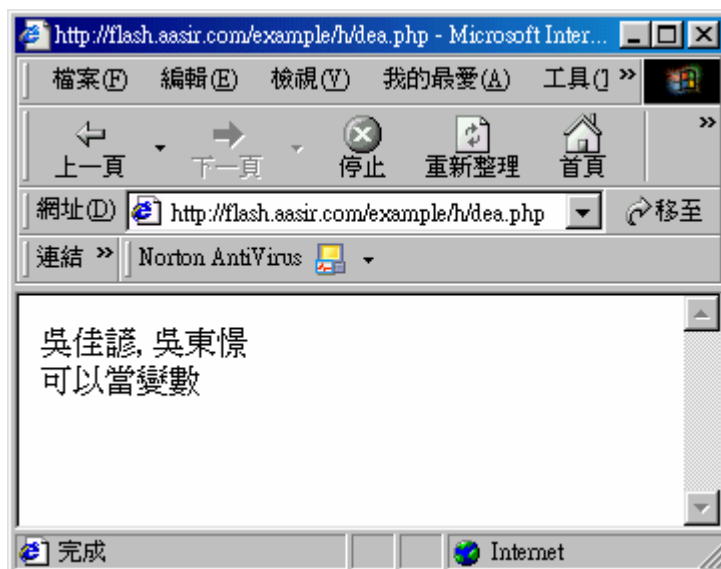 http://flash.aasir.com/example/h/dea.php - Microsoft Inter...
檔案(F) 編輯(E) 檢視(V) 我的最愛(A) 工具(T »
上一頁 下一頁 停止 重新整理 首頁 »
網址(D) http://flash.aasir.com/example/h/dea.php 移至
連結 » Norton AntiVirus
吳佳諺, 吳東憬
可以當變數
完成 Internet